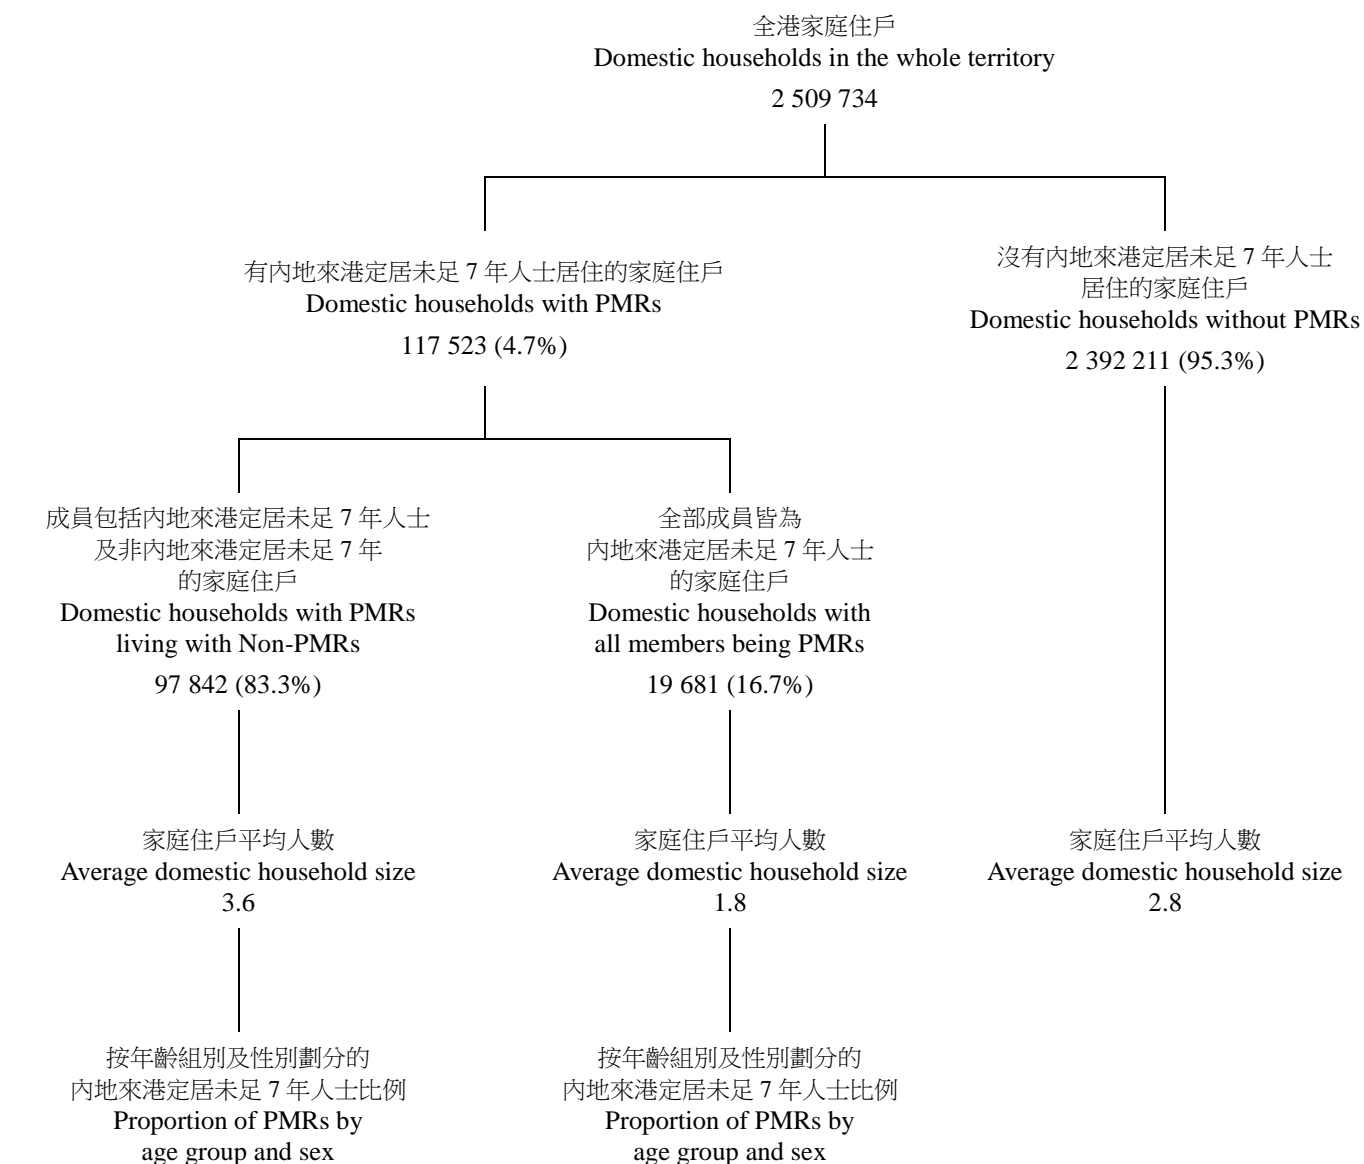 全港家庭住戶
Domestic households in the whole territory
2 509 734
有內地來港定居未足 7 年人士居住的家庭住戶
Domestic households with PMRs
117 523 (4.7%)
沒有內地來港定居未足 7 年人士
居住的家庭住戶
Domestic households without PMRs
2 392 211 (95.3%)
成員包括內地來港定居未足 7 年人士
及非內地來港定居未足 7 年
的家庭住戶
Domestic households with PMRs
living with Non-PMRs
97 842 (83.3%)
全部成員皆為
內地來港定居未足 7 年人士
的家庭住戶
Domestic households with
all members being PMRs
19 681 (16.7%)
家庭住戶平均人數
Average domestic household size
3.6
家庭住戶平均人數
Average domestic household size
1.8
家庭住戶平均人數
Average domestic household size
2.8
按年齡組別及性別劃分的
內地來港定居未足 7 年人士比例
Proportion of PMRs by
age group and sex
按年齡組別及性別劃分的
內地來港定居未足 7 年人士比例
Proportion of PMRs by
age group and sex